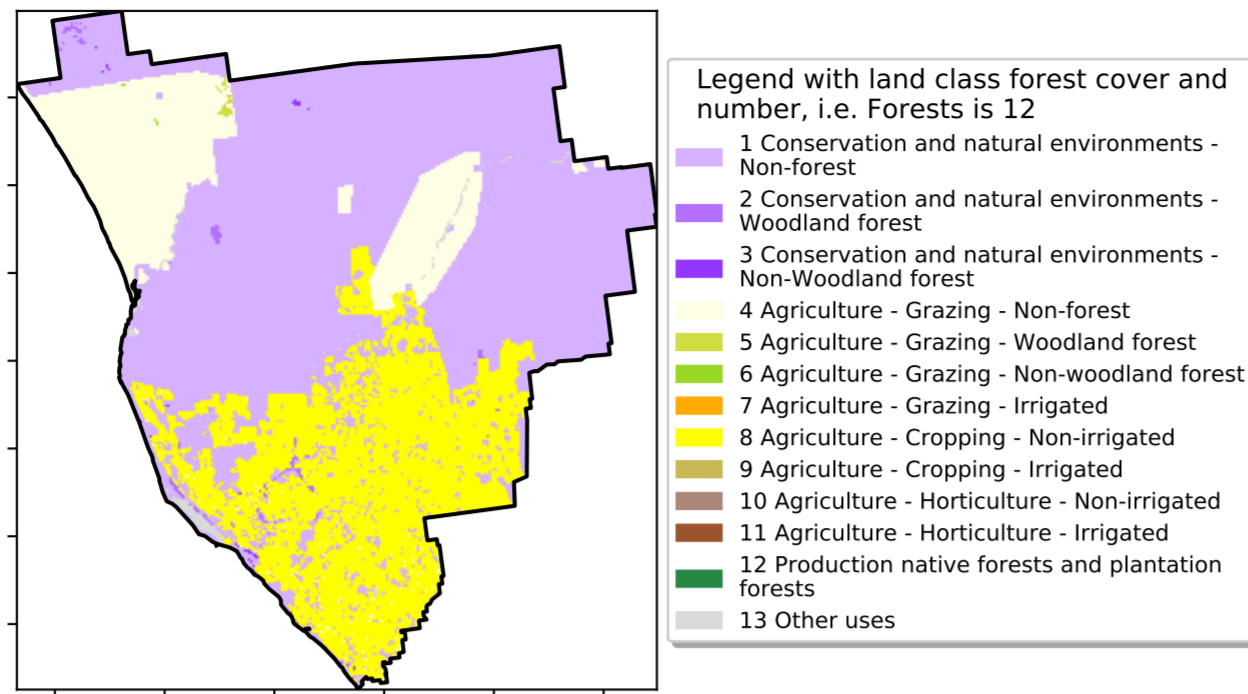 Legend with land class forest cover and
number, i.e. Forests is 12
1 Conservation and natural environments -
Non-forest
2 Conservation and natural environments -
Woodland forest
3 Conservation and natural environments -
Non-Woodland forest
4 Agriculture - Grazing - Non-forest
5 Agriculture - Grazing - Woodland forest
6 Agriculture - Grazing - Non-woodland forest
7 Agriculture - Grazing - Irrigated
8 Agriculture - Cropping - Non-irrigated
9 Agriculture - Cropping - Irrigated
10 Agriculture - Horticulture - Non-irrigated
11 Agriculture - Horticulture - Irrigated
12 Production native forests and plantation
forests
13 Other uses